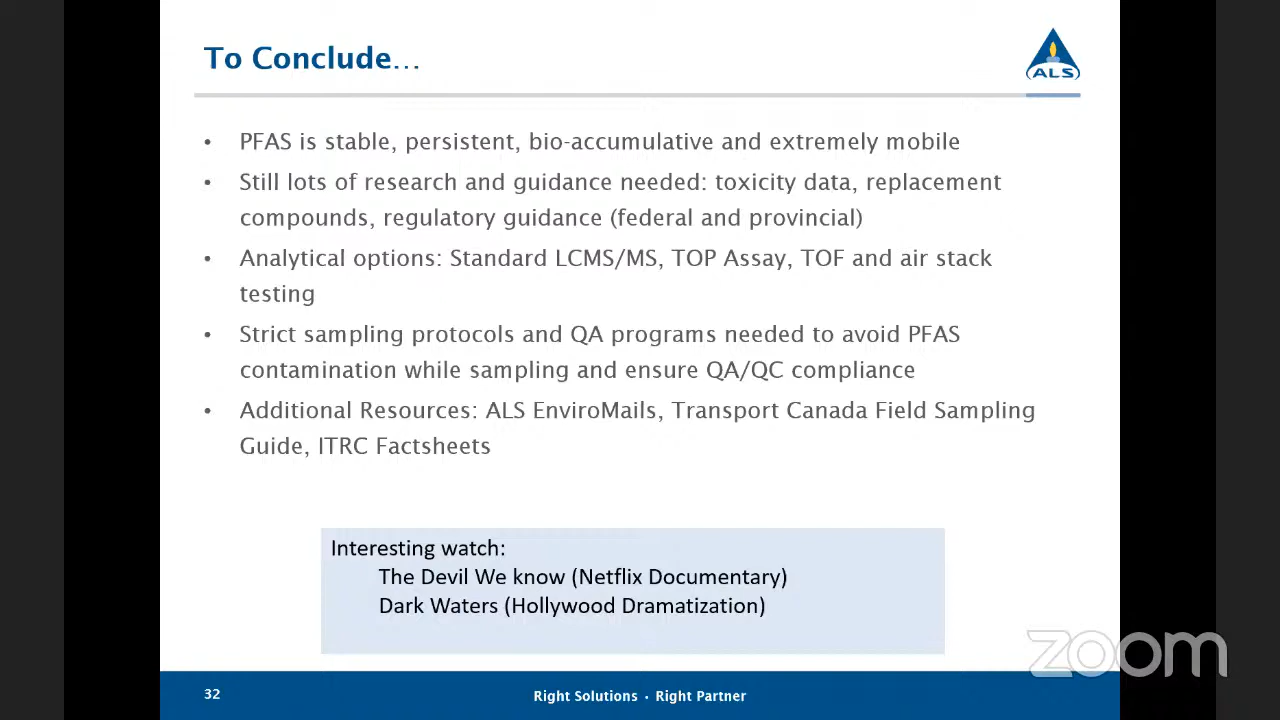 To Conclude…
ALS
• PFAS is stable, persistent, bio-accumulative and extremely mobile
• Still lots of research and guidance needed: toxicity data, replacement
compounds, regulatory guidance (federal and provincial)
• Analytical options: Standard LCMS/MS, TOP Assay, TOF and air stack
testing
• Strict sampling protocols and QA programs needed to avoid PFAS
contamination while sampling and ensure QA/QC compliance
• Additional Resources: ALS EnviroMails, Transport Canada Field Sampling
Guide, ITRC Factsheets
Interesting watch:
The Devil We know (Netflix Documentary)
Dark Waters (Hollywood Dramatization)
zoom
32
Right Solutions · Right Partner